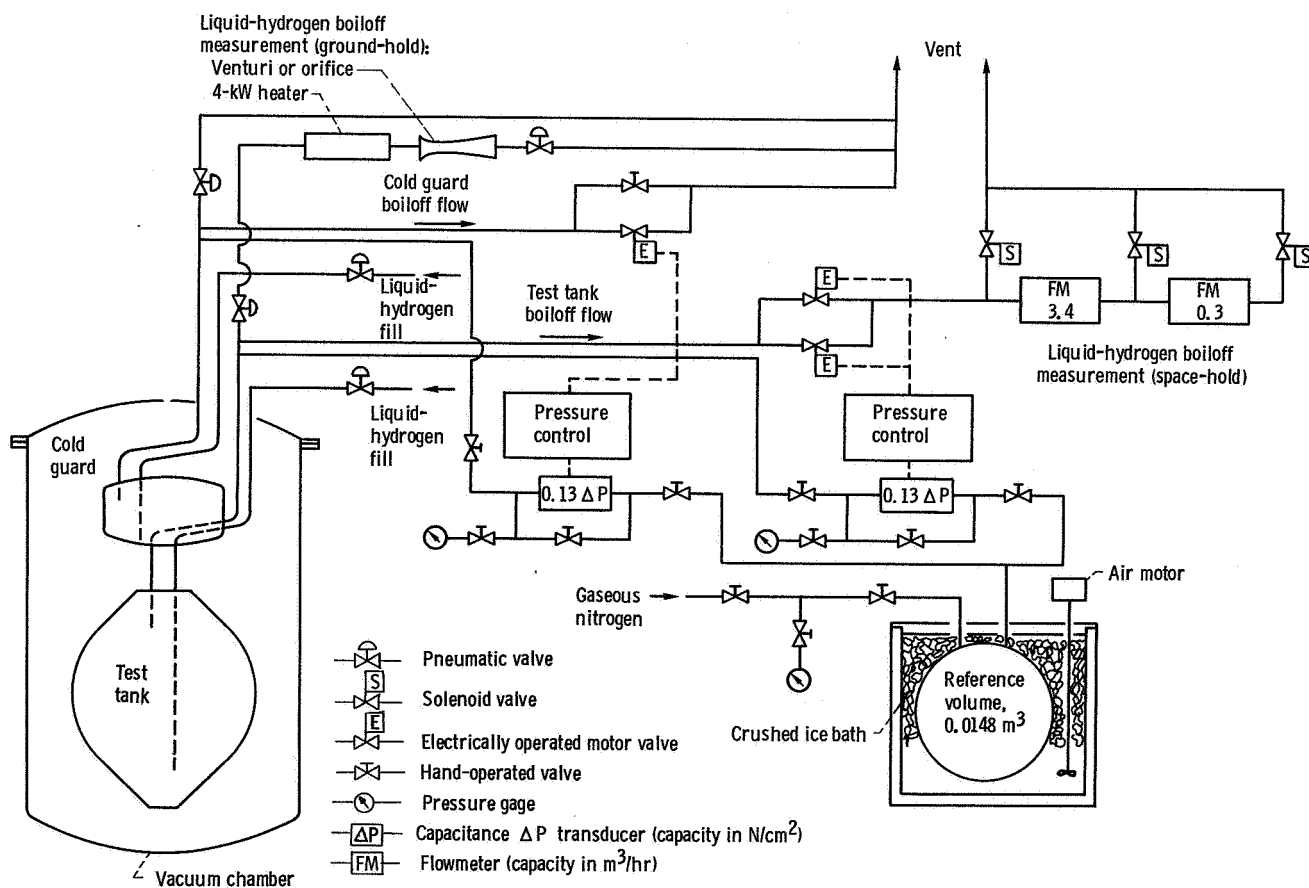 Liquid-hydrogen boiloff
measurement (ground-hold):
Venturi or orifice
4-kW heater
Vent
Cold guard
boiloff flow
E
S
S
S
Liquid-
hydrogen
fill
Test tank
boiloff flow
E
E
FM
3.4
FM
0.3
Liquid-hydrogen boiloff
measurement (space-hold)
Liquid-
hydrogen
fill
Pressure
control
Pressure
control
Cold
guard
0.13 ΔP
0.13 ΔP
Air motor
Gaseous
nitrogen
Test
tank
Reference
volume,
0.0148 m³
Crushed ice bath
Pneumatic valve
S
Solenoid valve
E
Electrically operated motor valve
Hand-operated valve
Pressure gage
ΔP Capacitance ΔP transducer (capacity in N/cm²)
FM Flowmeter (capacity in m³/hr)
Vacuum chamber